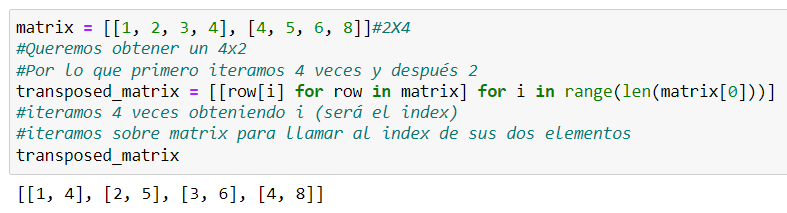 matrix = [[1, 2, 3, 4], [4, 5, 6, 8]]#2X4
#Queremos obtener un 4x2
#Por lo que primero iteramos 4 veces y después 2
transposed_matrix = [[row[i] for row in matrix] for i in range(len(matrix[0]))]
#iteramos 4 veces obteniendo i (será el index)
#iteramos sobre matrix para llamar al index de sus dos elementos
transposed_matrix
[[1, 4], [2, 5], [3, 6], [4, 8]]